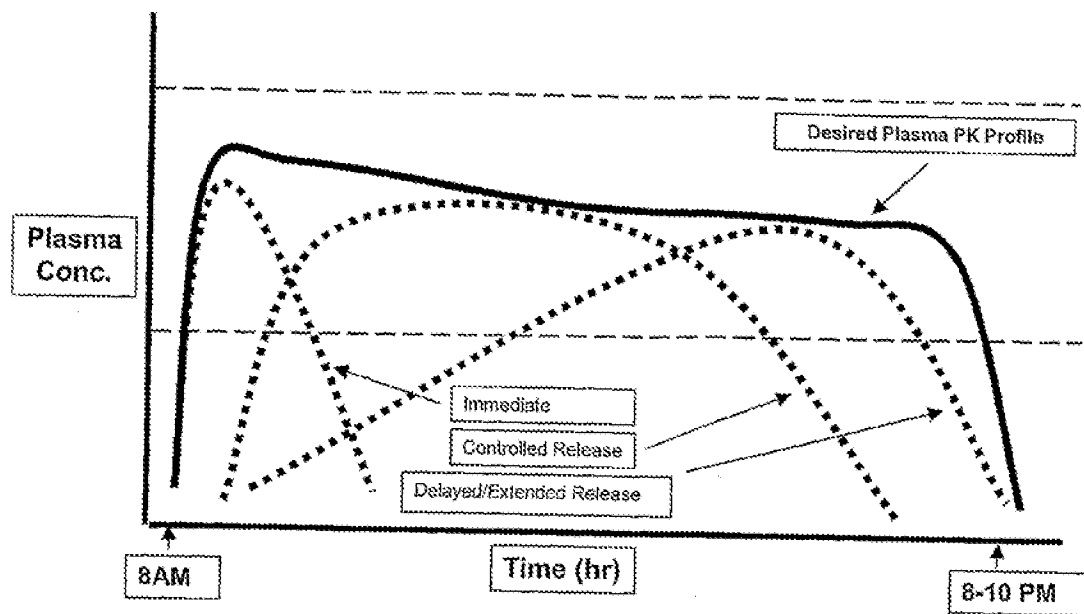 Desired Plasma PK Profile
Plasma
Conc.
Immediate
Controlled Release
Delayed/Extended Release
8AM
Time (hr)
8-10 PM